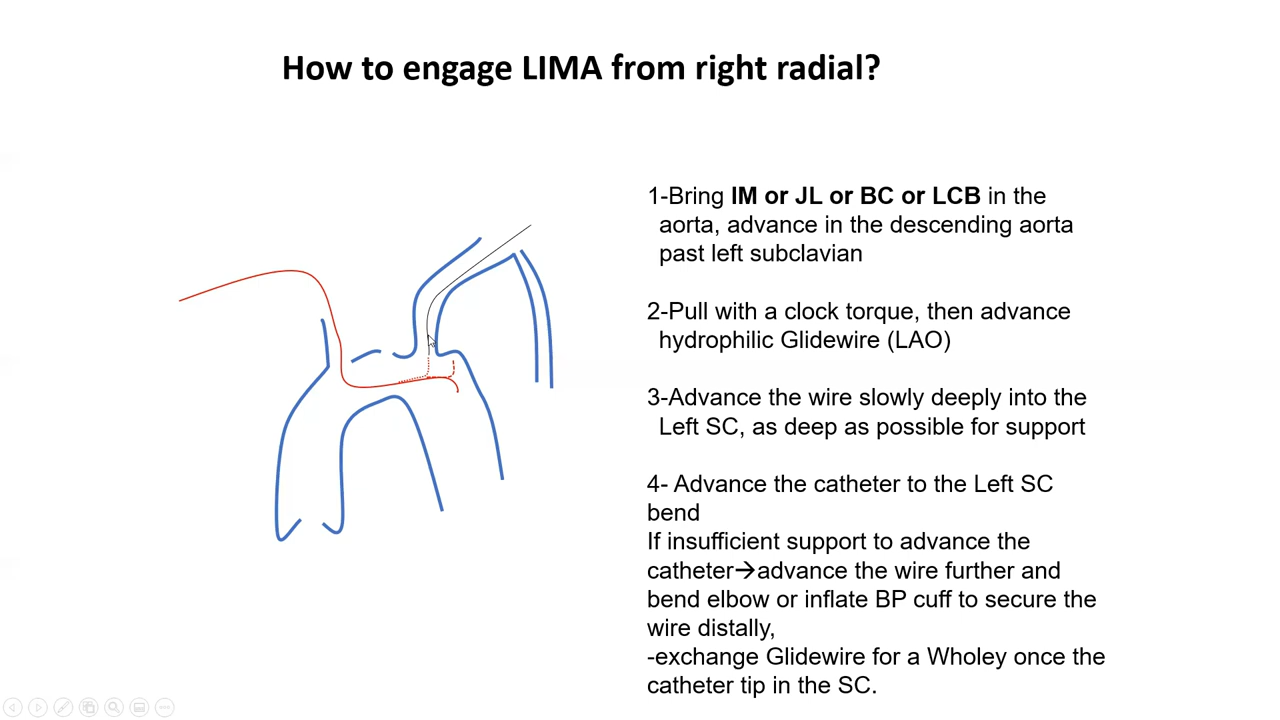 How to engage LIMA from right radial?
1-Bring IM or JL or BC or LCB in the
aorta, advance in the descending aorta
past left subclavian
2-Pull with a clock torque, then advance
hydrophilic Glidewire (LAO)
3-Advance the wire slowly deeply into the
Left SC, as deep as possible for support
4- Advance the catheter to the Left SC
bend
If insufficient support to advance the
catheter→advance the wire further and
bend elbow or inflate BP cuff to secure the
wire distally,
-exchange Glidewire for a Wholey once the
catheter tip in the SC.